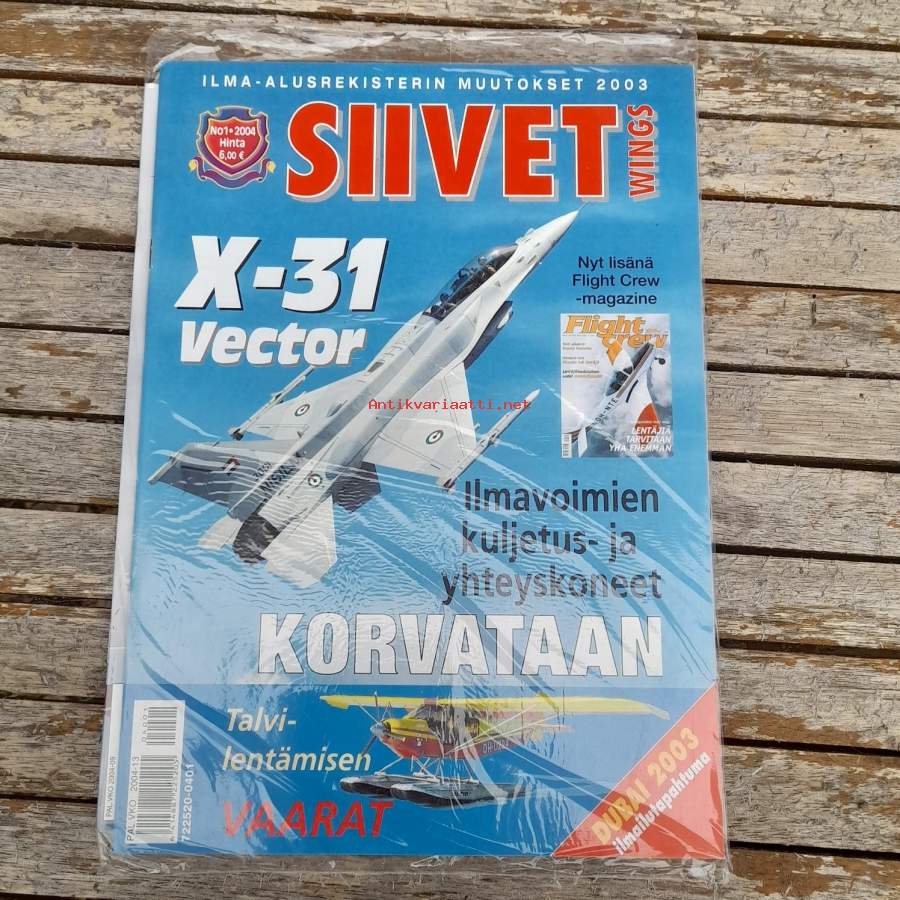 ILMA-ALUSREKISTERIN MUUTOKSET 2003
No1•2004
Hinta
6,00 €
SIIVET
WINGS
X-31
Vector
Nyt lisänä
Flight Crew
-magazine
Flight
crew
LENTÄJIÄ
TARVITAAN
YHÄ ENEMMÄN
Antikvariaatti.net
Ilmavoimien
kuljetus- ja
yhteyskoneet
KORVATAAN
Talvi-
lentämisen
VAARAT
DUBAI 2003
ilmailutapahtuma
PAL.VKO 2004-13
722520-0401